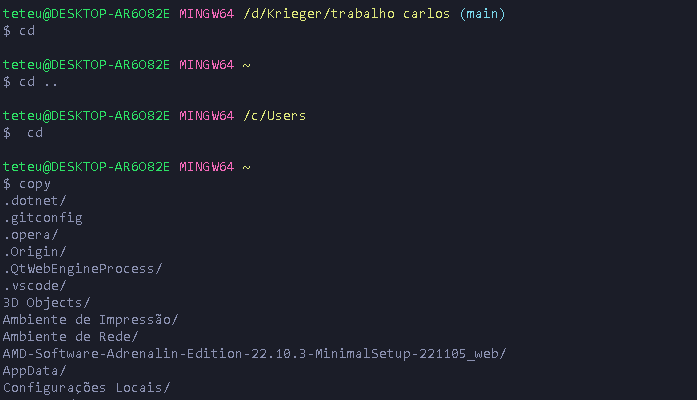 teteu@DESKTOP-AR6O82E MINGW64 /d/Krieger/trabalho carlos (main)
$ cd
teteu@DESKTOP-AR6O82E MINGW64 ~
$ cd ..
teteu@DESKTOP-AR6O82E MINGW64 /c/Users
$  cd
teteu@DESKTOP-AR6O82E MINGW64 ~
$ copy
.dotnet/
.gitconfig
.opera/
.Origin/
.QtWebEngineProcess/
.vscode/
3D Objects/
Ambiente de Impressão/
Ambiente de Rede/
AMD-Software-Adrenalin-Edition-22.10.3-MinimalSetup-221105_web/
AppData/
Configurações Locais/